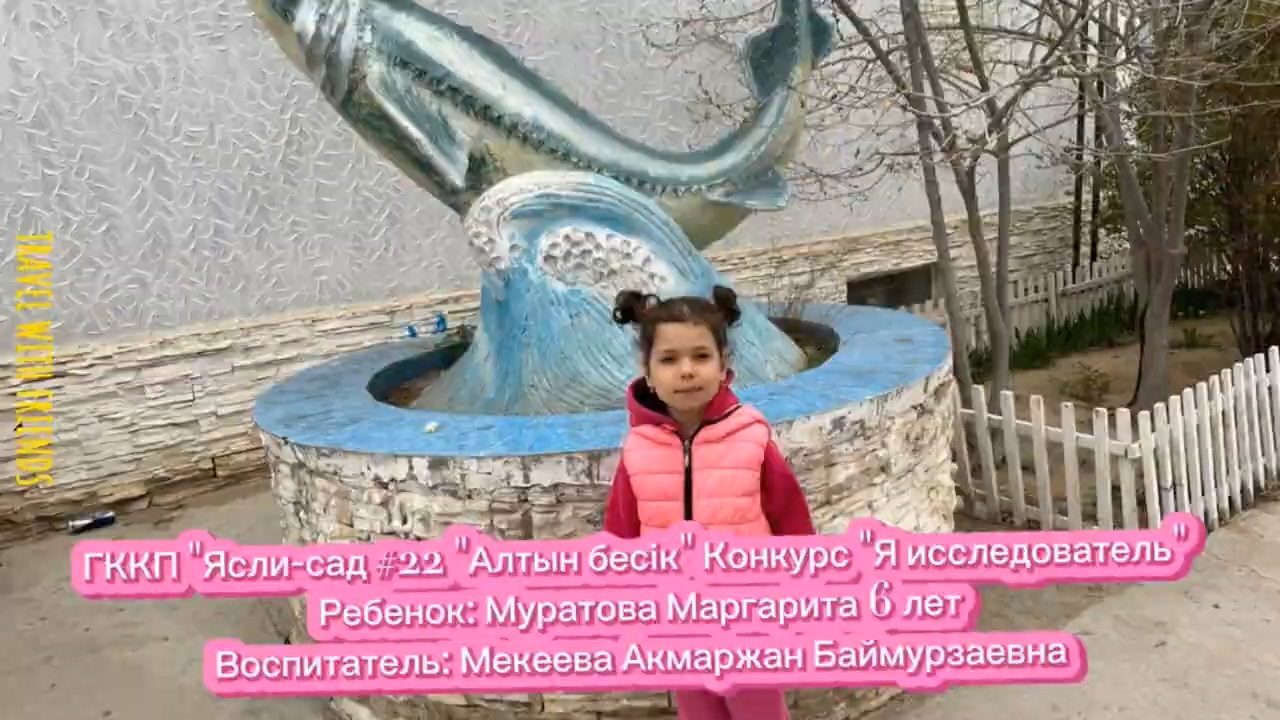 TRAVEL WITH FRIENDS
ГККП "Ясли-сад #22 "Алтын бесік" Конкурс "Я исследователь"
Ребенок: Муратова Маргарита 6 лет
Воспитатель: Мекеева Акмаржан Баймурзаевна